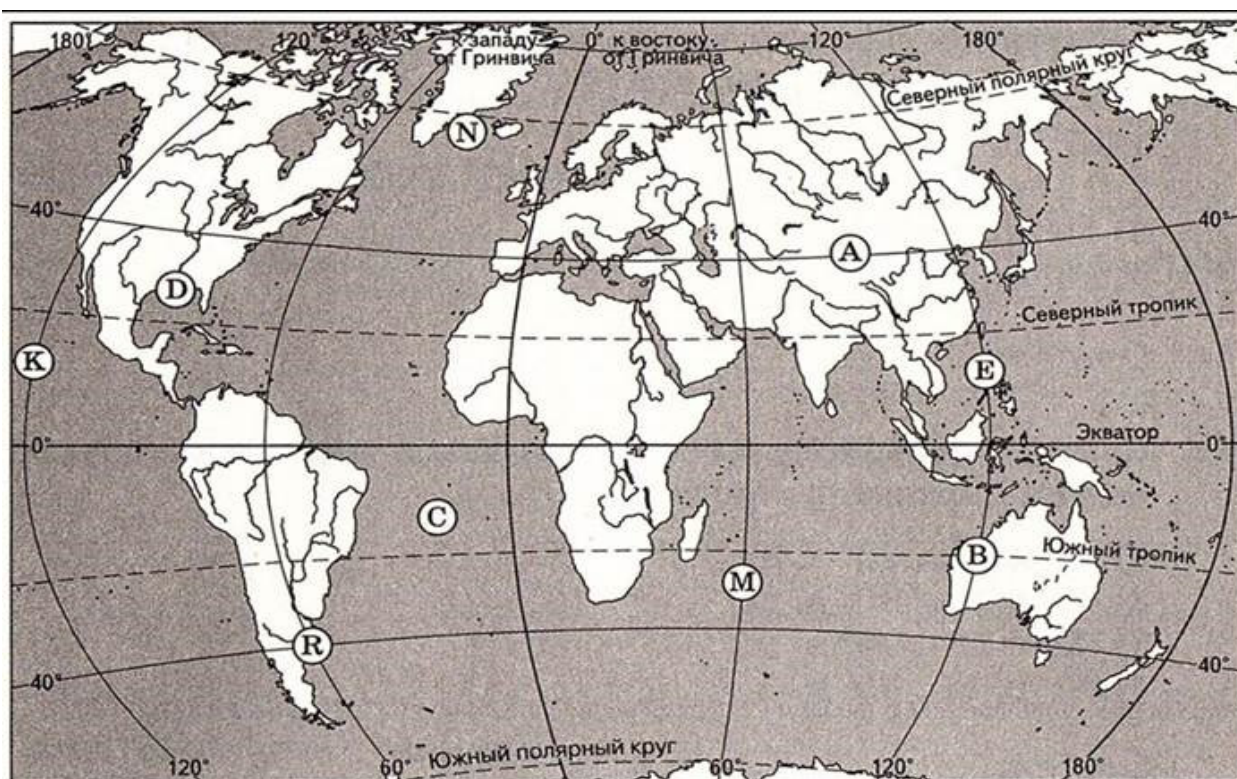 180°
120°
к западу
от Гринвича
0°
к востоку
от Гринвича
120°
180°
Северный полярный круг
N
40°
40°
A
D
Северный тропик
K
E
0°
Экватор
0°
C
B
Южный тропик
M
R
40°
40°
Южный полярный круг
120°
60°
60°
120°
180°